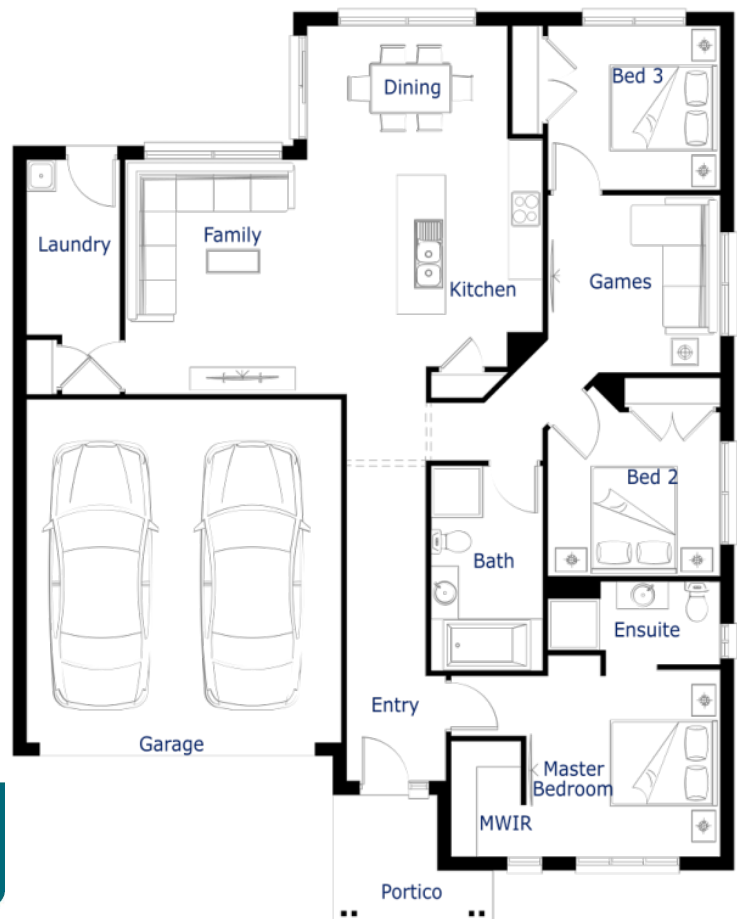 Dining
Bed 3
Laundry
Family
Games
Kitchen
Bed 2
Bath
Ensuite
Entry
Garage
Master
Bedroom
MWIR
Portico